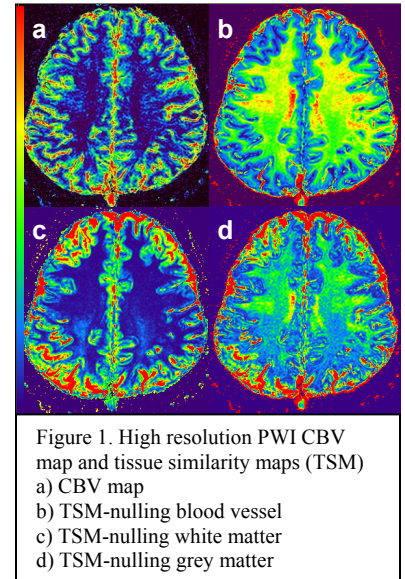 a
b
c
d
Figure 1. High resolution PWI CBV
map and tissue similarity maps (TSM)
a) CBV map
b) TSM-nulling blood vessel
c) TSM-nulling white matter
d) TSM-nulling grey matter